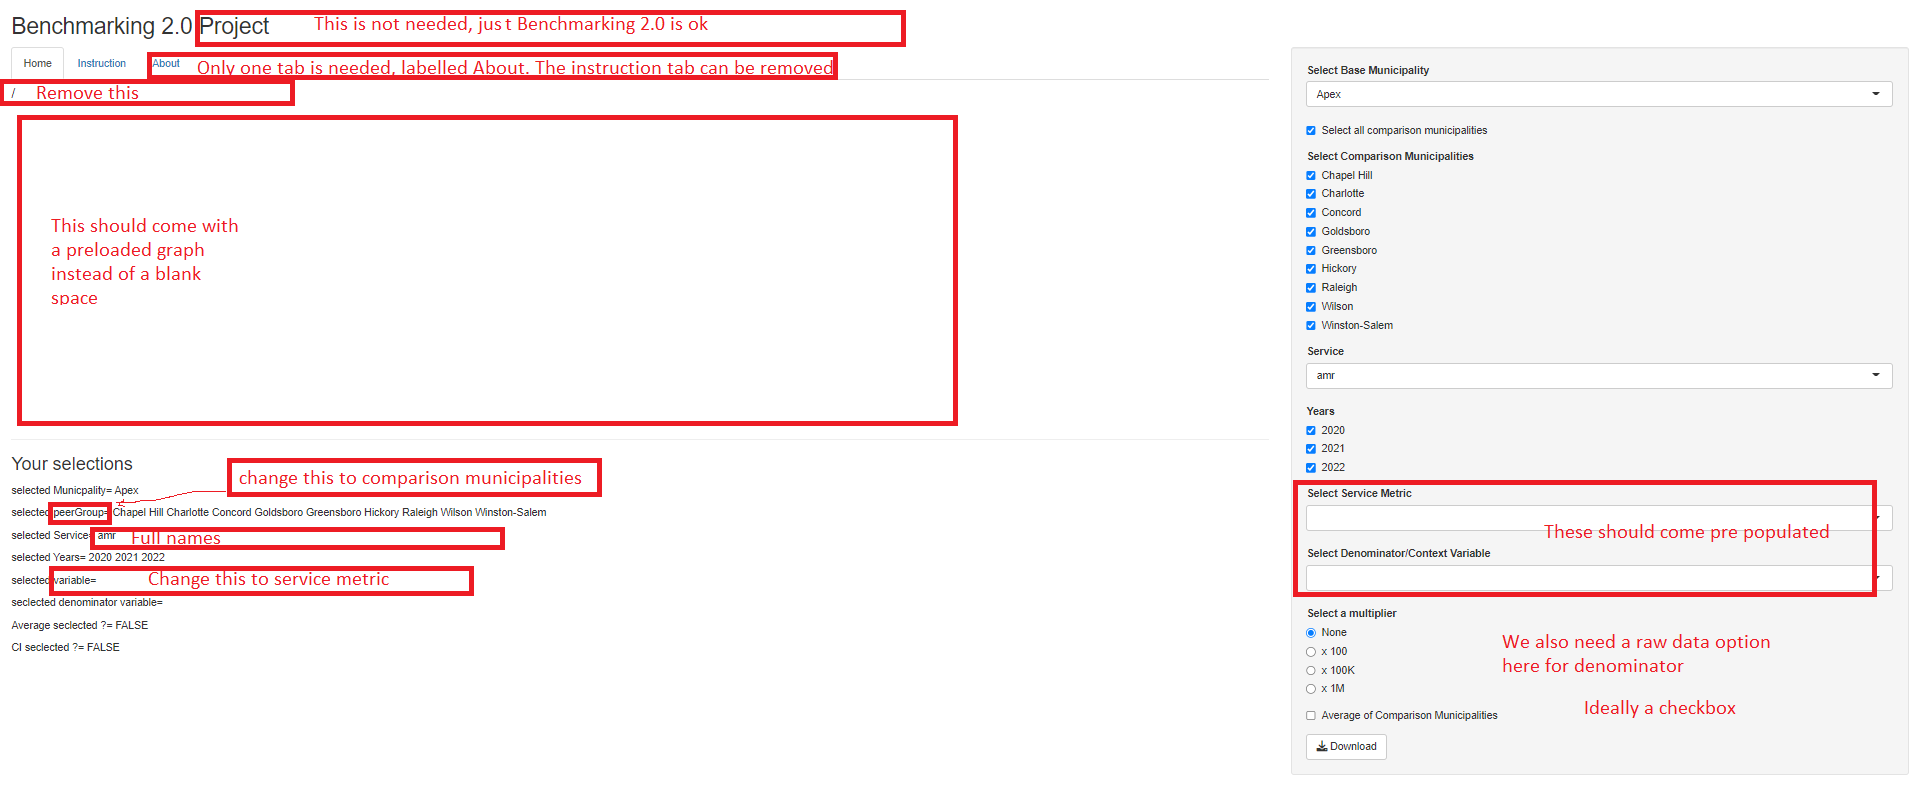 Benchmarking 2.0 Project
This is not needed, just Benchmarking 2.0 is ok
Home
Instruction
About
Only one tab is needed, labelled About. The instruction tab can be removed
/
Remove this
This should come with
a preloaded graph
instead of a blank
space
Your selections
change this to comparison municipalities
selected Municpality= Apex
selected peerGroup= Chapel Hill Charlotte Concord Goldsboro Greensboro Hickory Raleigh Wilson Winston-Salem
selected Service= amr
Full names
selected Years= 2020 2021 2022
selected variable=
Change this to service metric
seclected denominator variable=
Average seclected ?= FALSE
CI seclected ?= FALSE
Select Base Municipality
Apex
Select all comparison municipalities
Select Comparison Municipalities
Chapel Hill
Charlotte
Concord
Goldsboro
Greensboro
Hickory
Raleigh
Wilson
Winston-Salem
Service
amr
Years
2020
2021
2022
Select Service Metric
These should come pre populated
Select Denominator/Context Variable
Select a multiplier
None
x 100
x 100K
x 1M
We also need a raw data option
here for denominator
Ideally a checkbox
Average of Comparison Municipalities
Download